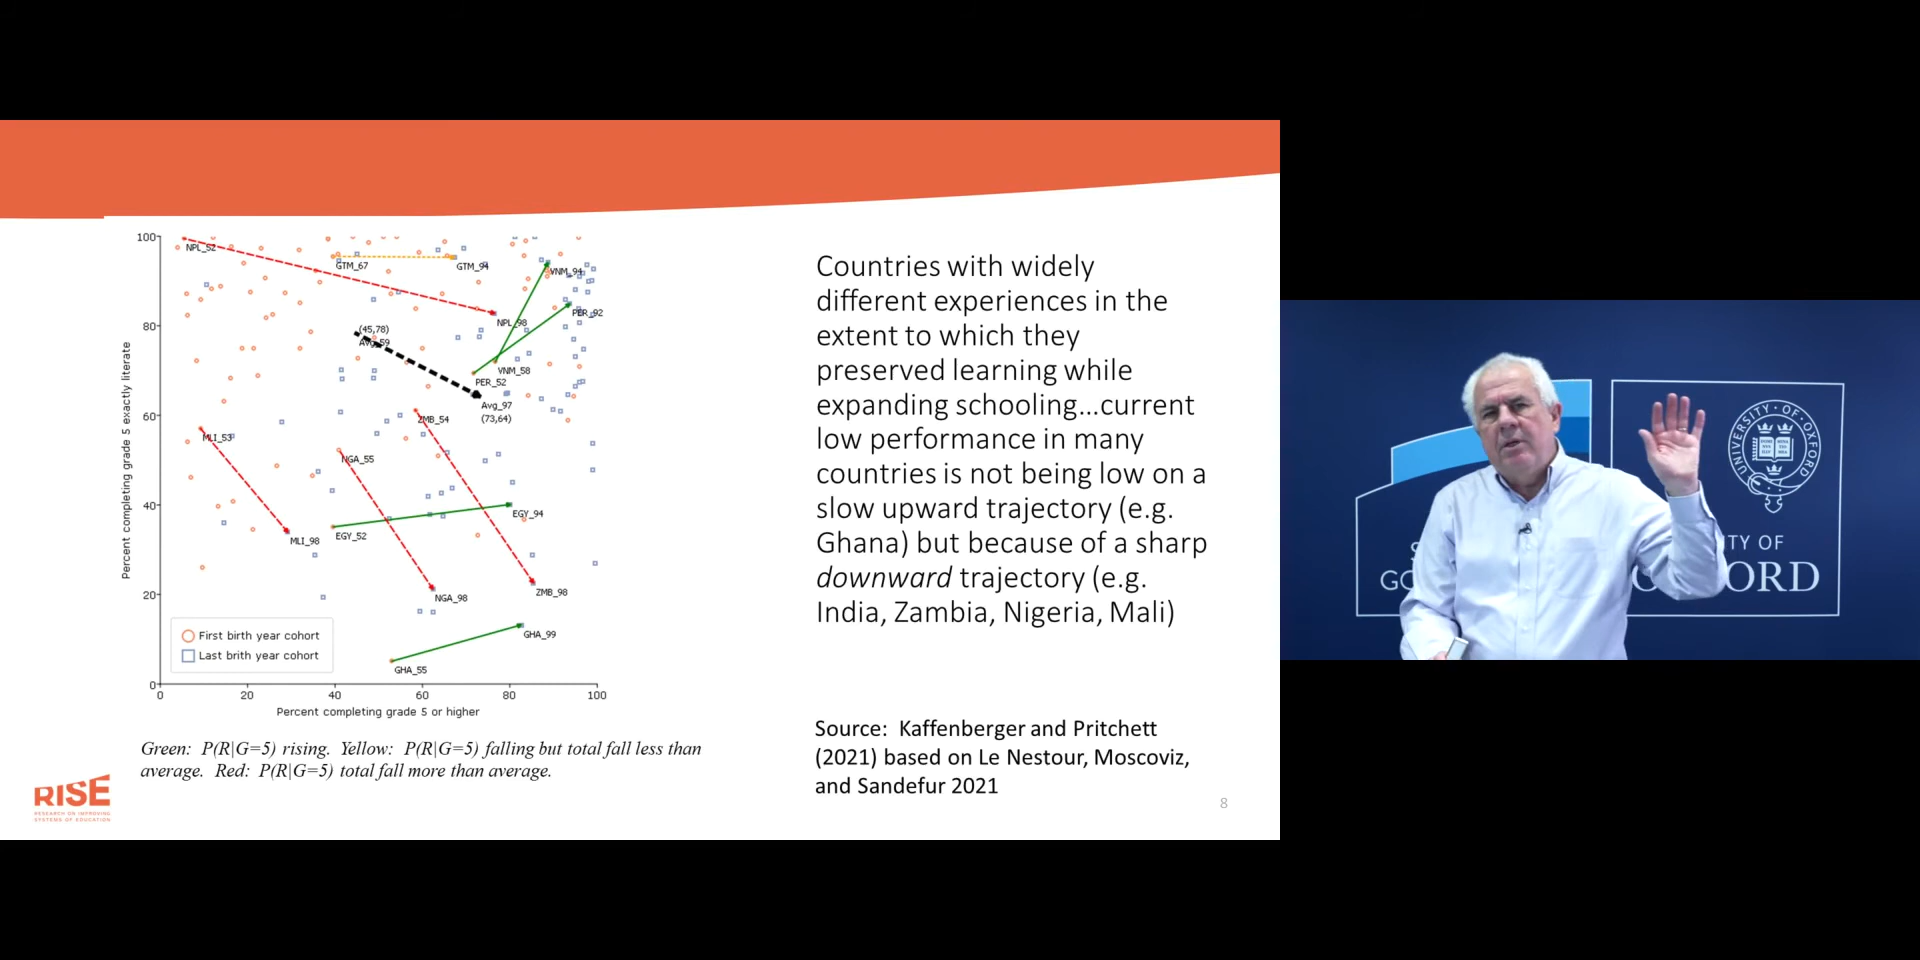 100
80
60
40
20
0
0
20
40
60
80
100
Percent completing grade 5 exactly literate
Percent completing grade 5 or higher
NPL_52
GTM_67
GTM_94
VNM_94
PER_92
NPL_98
(45,78)
Avg_59
VNM_58
PER_52
Avg_97
(73,64)
ZMB_54
MLI_53
NGA_55
EGY_94
EGY_52
MLI_98
NGA_98
ZMB_98
GHA_99
GHA_55
First birth year cohort
Last brith year cohort
Green: P(R|G=5) rising. Yellow: P(R|G=5) falling but total fall less than
average. Red: P(R|G=5) total fall more than average.
RISE
RESEARCH ON IMPROVING
SYSTEMS OF EDUCATION
Countries with widely
different experiences in the
extent to which they
preserved learning while
expanding schooling...current
low performance in many
countries is not being low on a
slow upward trajectory (e.g.
Ghana) but because of a sharp
downward trajectory (e.g.
India, Zambia, Nigeria, Mali)
Source: Kaffenberger and Pritchett
(2021) based on Le Nestour, Moscoviz,
and Sandefur 2021
8
UNIVERSITY OF OXFORD
S
GO
ITY OF
ORD